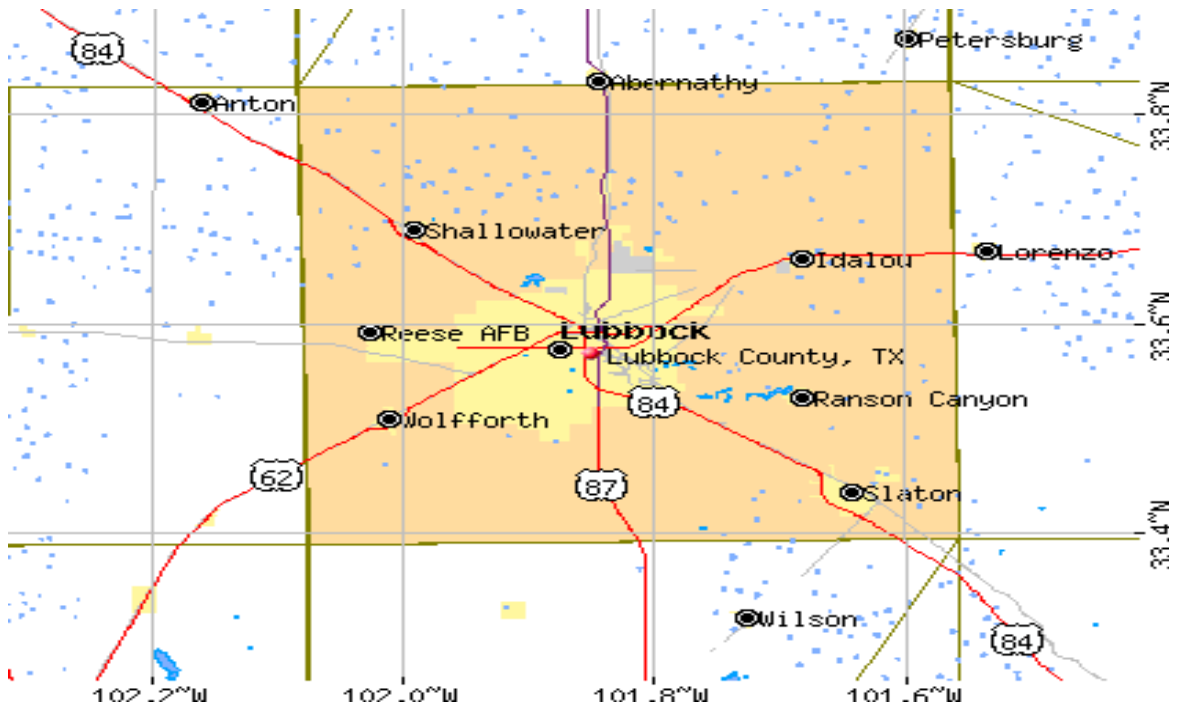 Petersburg
84
Abernathy
Anton
33.8~N
Shallowater
Idalou
Lorenzo
Reese AFB
Lubbock
33.6~N
Lubbock County, TX
Ranson Canyon
84
Wolfforth
62
87
Slaton
33.4~N
Wilson
84
102.2~W
102.0~W
101.8~W
101.6~W